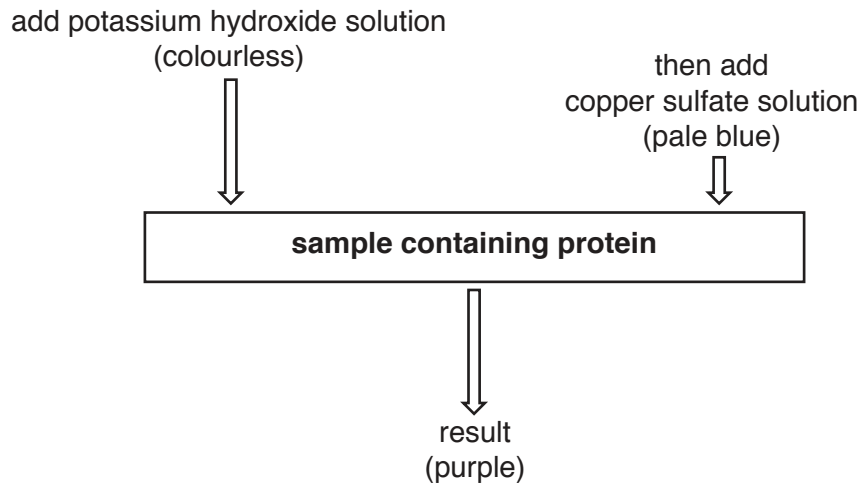 add potassium hydroxide solution
(colourless)
then add
copper sulfate solution
(pale blue)
sample containing protein
result
(purple)